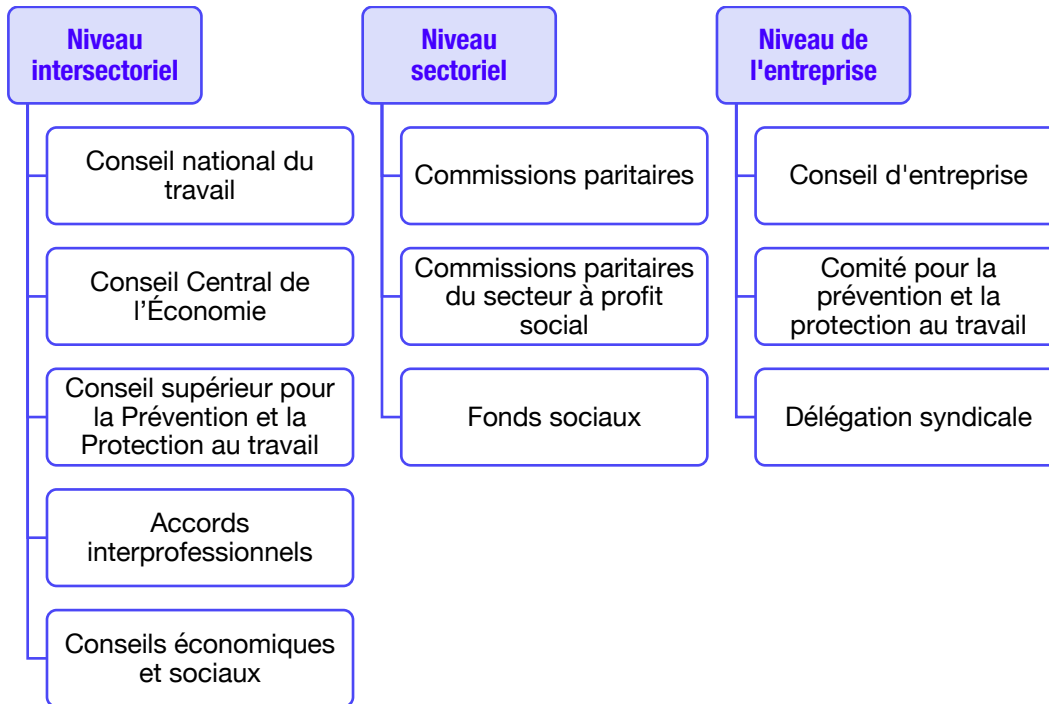 Niveau
intersectoriel
Conseil national du
travail
Conseil Central de
l’Économie
Conseil supérieur pour
la Prévention et la
Protection au travail
Accords
interprofessionnels
Conseils économiques
et sociaux
Niveau
sectoriel
Commissions paritaires
Commissions paritaires
du secteur à profit
social
Fonds sociaux
Niveau de
l'entreprise
Conseil d'entreprise
Comité pour la
prévention et la
protection au travail
Délégation syndicale